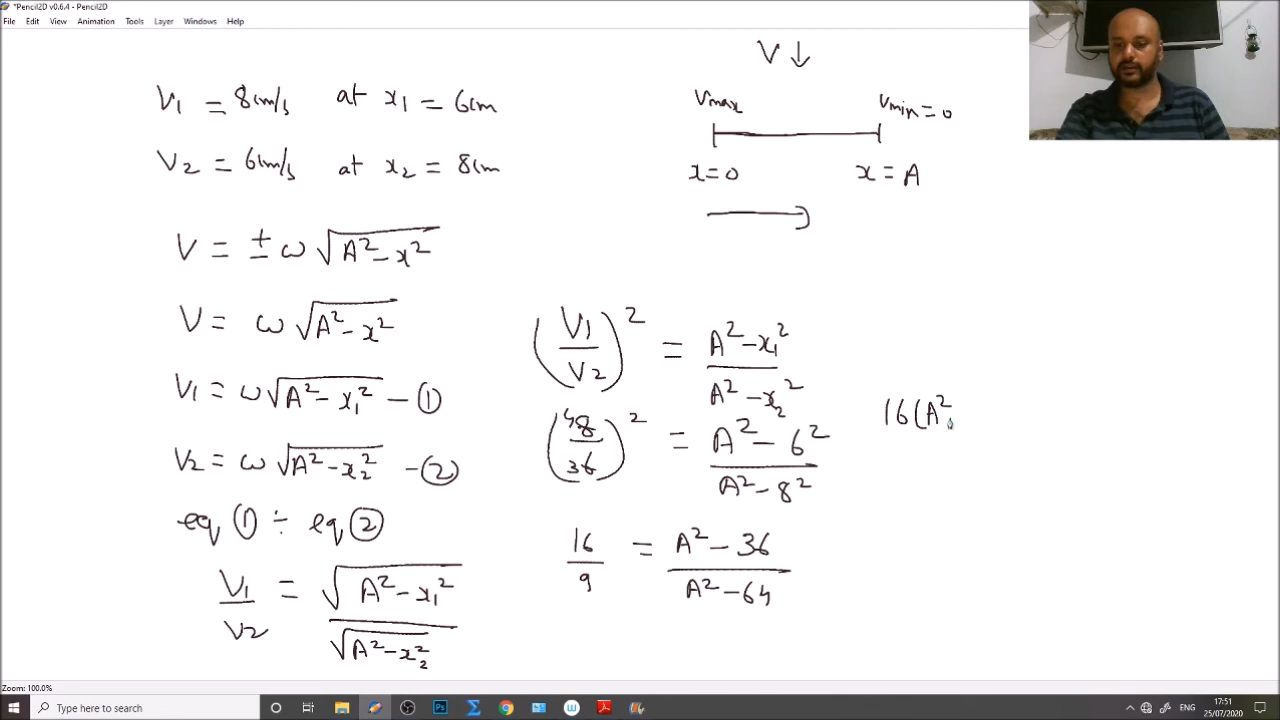 *Pencil2D v0.6.4 - Pencil2D
File Edit View Animation Tools Layer Windows Help
V1 = 8cm/s at x1 = 6cm
V2 = 6cm/s at x2 = 8cm
V = ± ω √A² – x²
V = ω √A² – x²
V1 = ω√A² – x1² – ①
V2 = ω √A² – x2² – ②
eq ① ÷ eq ②
V1/V2 = √A² – x1² / √A² – x2²
V ↓
Vmax Vmin = 0
x = 0 x = A
(V1/V2)² = A² – x1² / A² – x2²
(48/36)² = A² – 6² / A² – 8²
16/9 = A² – 36 / A² – 64
16(A²
Zoom: 100.0%
Type here to search
ENG
17:51
25/07/2020